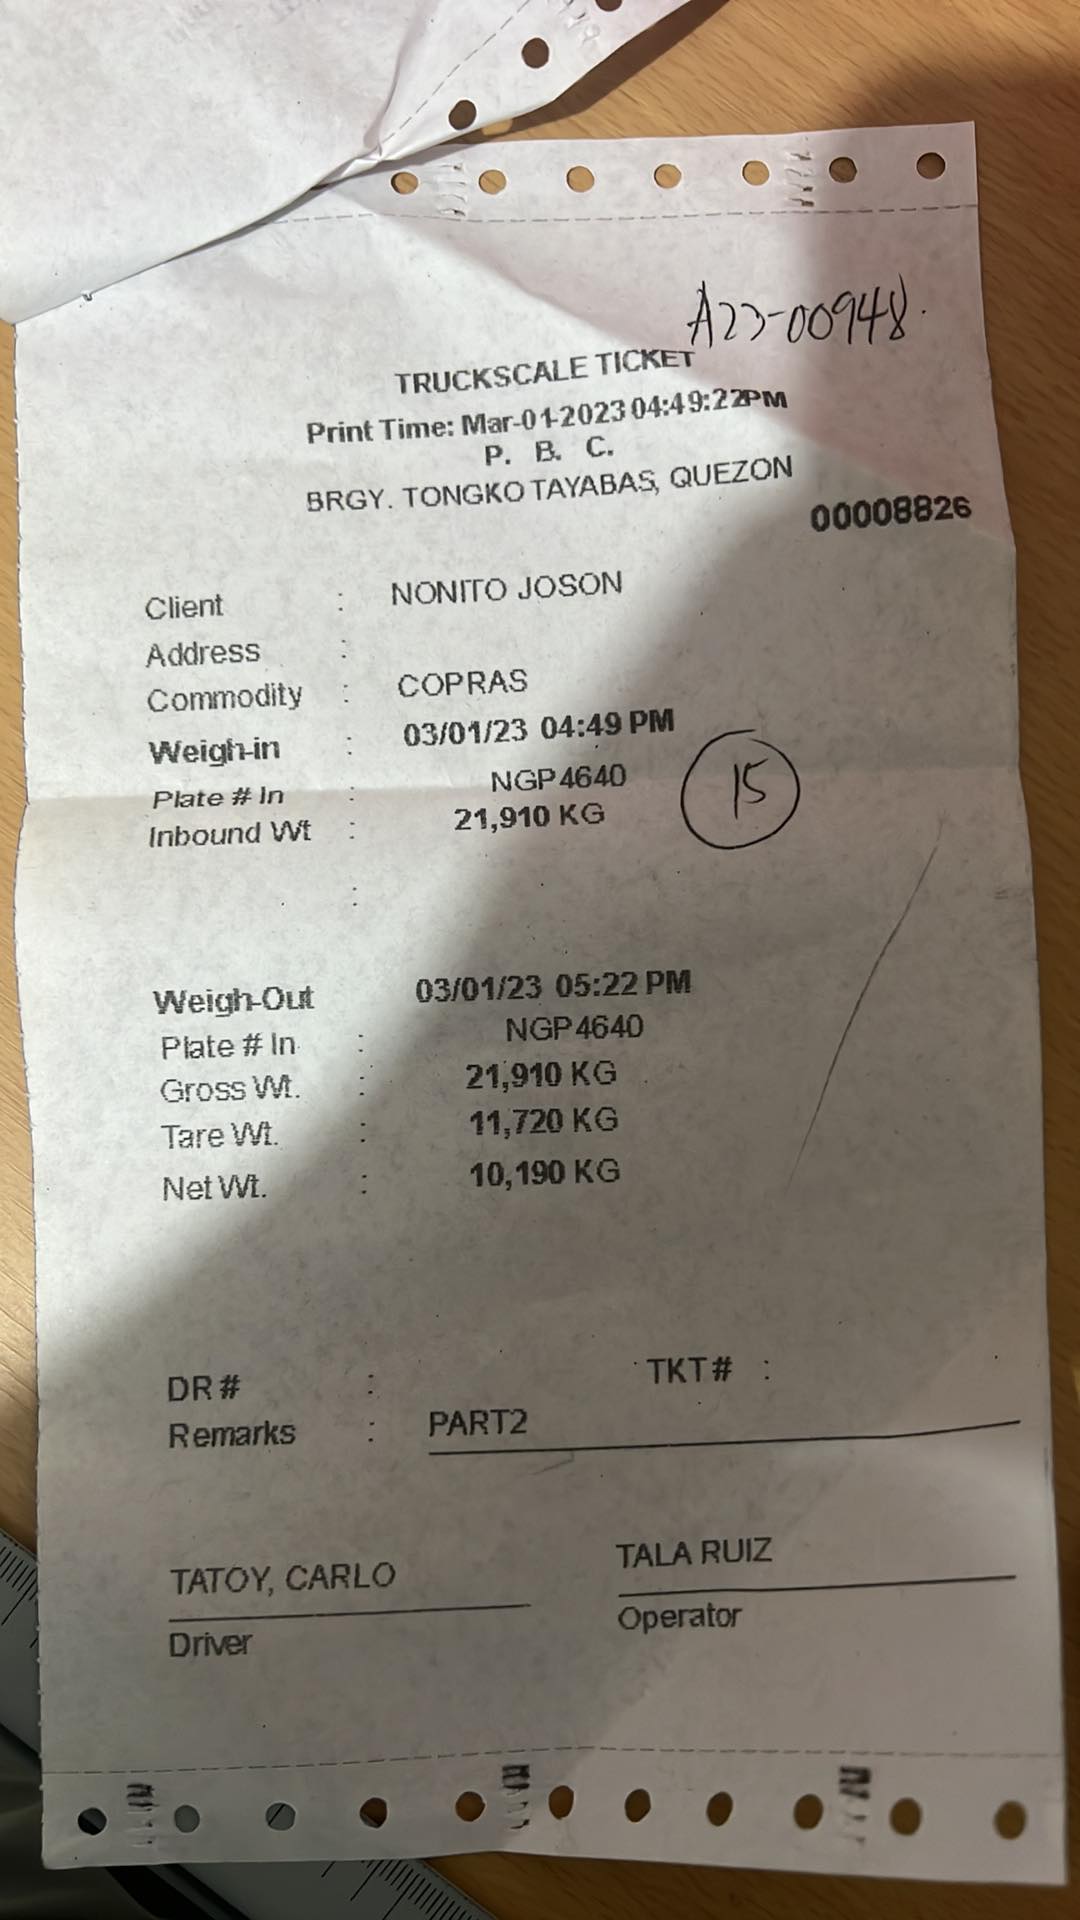 A23-00948.
TRUCKSCALE TICKET
Print Time: Mar-01-2023 04:49:22PM
P. B. C.
BRGY. TONGKO TAYABAS, QUEZON
00008826
Client : NONITO JOSON
Address :
Commodity : COPRAS
Weigh-in : 03/01/23 04:49 PM
Plate # In : NGP4640
Inbound Wt : 21,910 KG
15
:
Weigh-Out 03/01/23 05:22 PM
Plate # In : NGP4640
Gross Wt. : 21,910 KG
Tare Wt. : 11,720 KG
Net Wt. : 10,190 KG
DR # : TKT # :
Remarks : PART2
TATOY, CARLO TALA RUIZ
Driver Operator